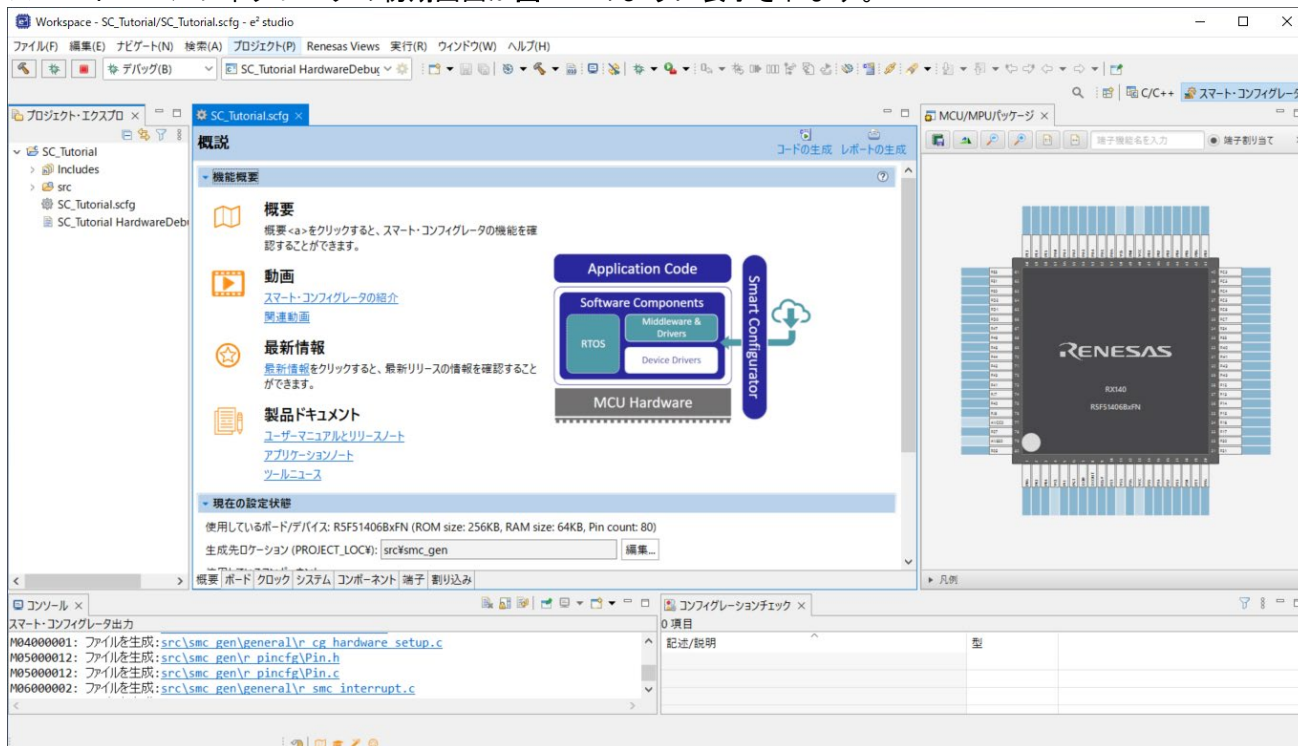 Workspace - SC_Tutorial/SC_Tutorial.scfg - e² studio
ファイル(F) 編集(E) ナビゲート(N) 検索(A) プロジェクト(P) Renesas Views 実行(R) ウィンドウ(W) ヘルプ(H)
デバッグ(B)
SC_Tutorial HardwareDebug
C/C++
スマート・コンフィグレータ
プロジェクト・エクスプロ
SC_Tutorial
Includes
src
SC_Tutorial.scfg
SC_Tutorial HardwareDeb
SC_Tutorial.scfg
概説
コードの生成 レポートの生成
機能概要
概要
概要<a>をクリックすると、スマート・コンフィグレータの機能を確
認することができます。
動画
スマート・コンフィグレータの紹介
関連動画
最新情報
最新情報をクリックすると、最新リリースの情報を確認すること
ができます。
製品ドキュメント
ユーザーマニュアルとリリースノート
アプリケーションノート
ツールニュース
Application Code
Software Components
RTOS
Middleware &
Drivers
Device Drivers
MCU Hardware
Smart Configurator
現在の設定状態
使用しているボード/デバイス: R5F51406BxFN (ROM size: 256KB, RAM size: 64KB, Pin count: 80)
生成先ロケーション (PROJECT_LOC¥): src¥smc_gen
編集...
概要 ボード クロック システム コンポーネント 端子 割り込み
MCU/MPUパッケージ
端子機能名を入力
端子割り当て
RENESAS
RX140
R5F51406BxFN
凡例
コンソール
スマート・コンフィグレータ出力
M04000001: ファイルを生成:src\smc_gen\general\r_cg_hardware_setup.c
M05000012: ファイルを生成:src\smc_gen\r_pincfg\Pin.h
M05000012: ファイルを生成:src\smc_gen\r_pincfg\Pin.c
M06000002: ファイルを生成:src\smc_gen\general\r_smc_interrupt.c
コンフィグレーションチェック
0 項目
記述/説明
型